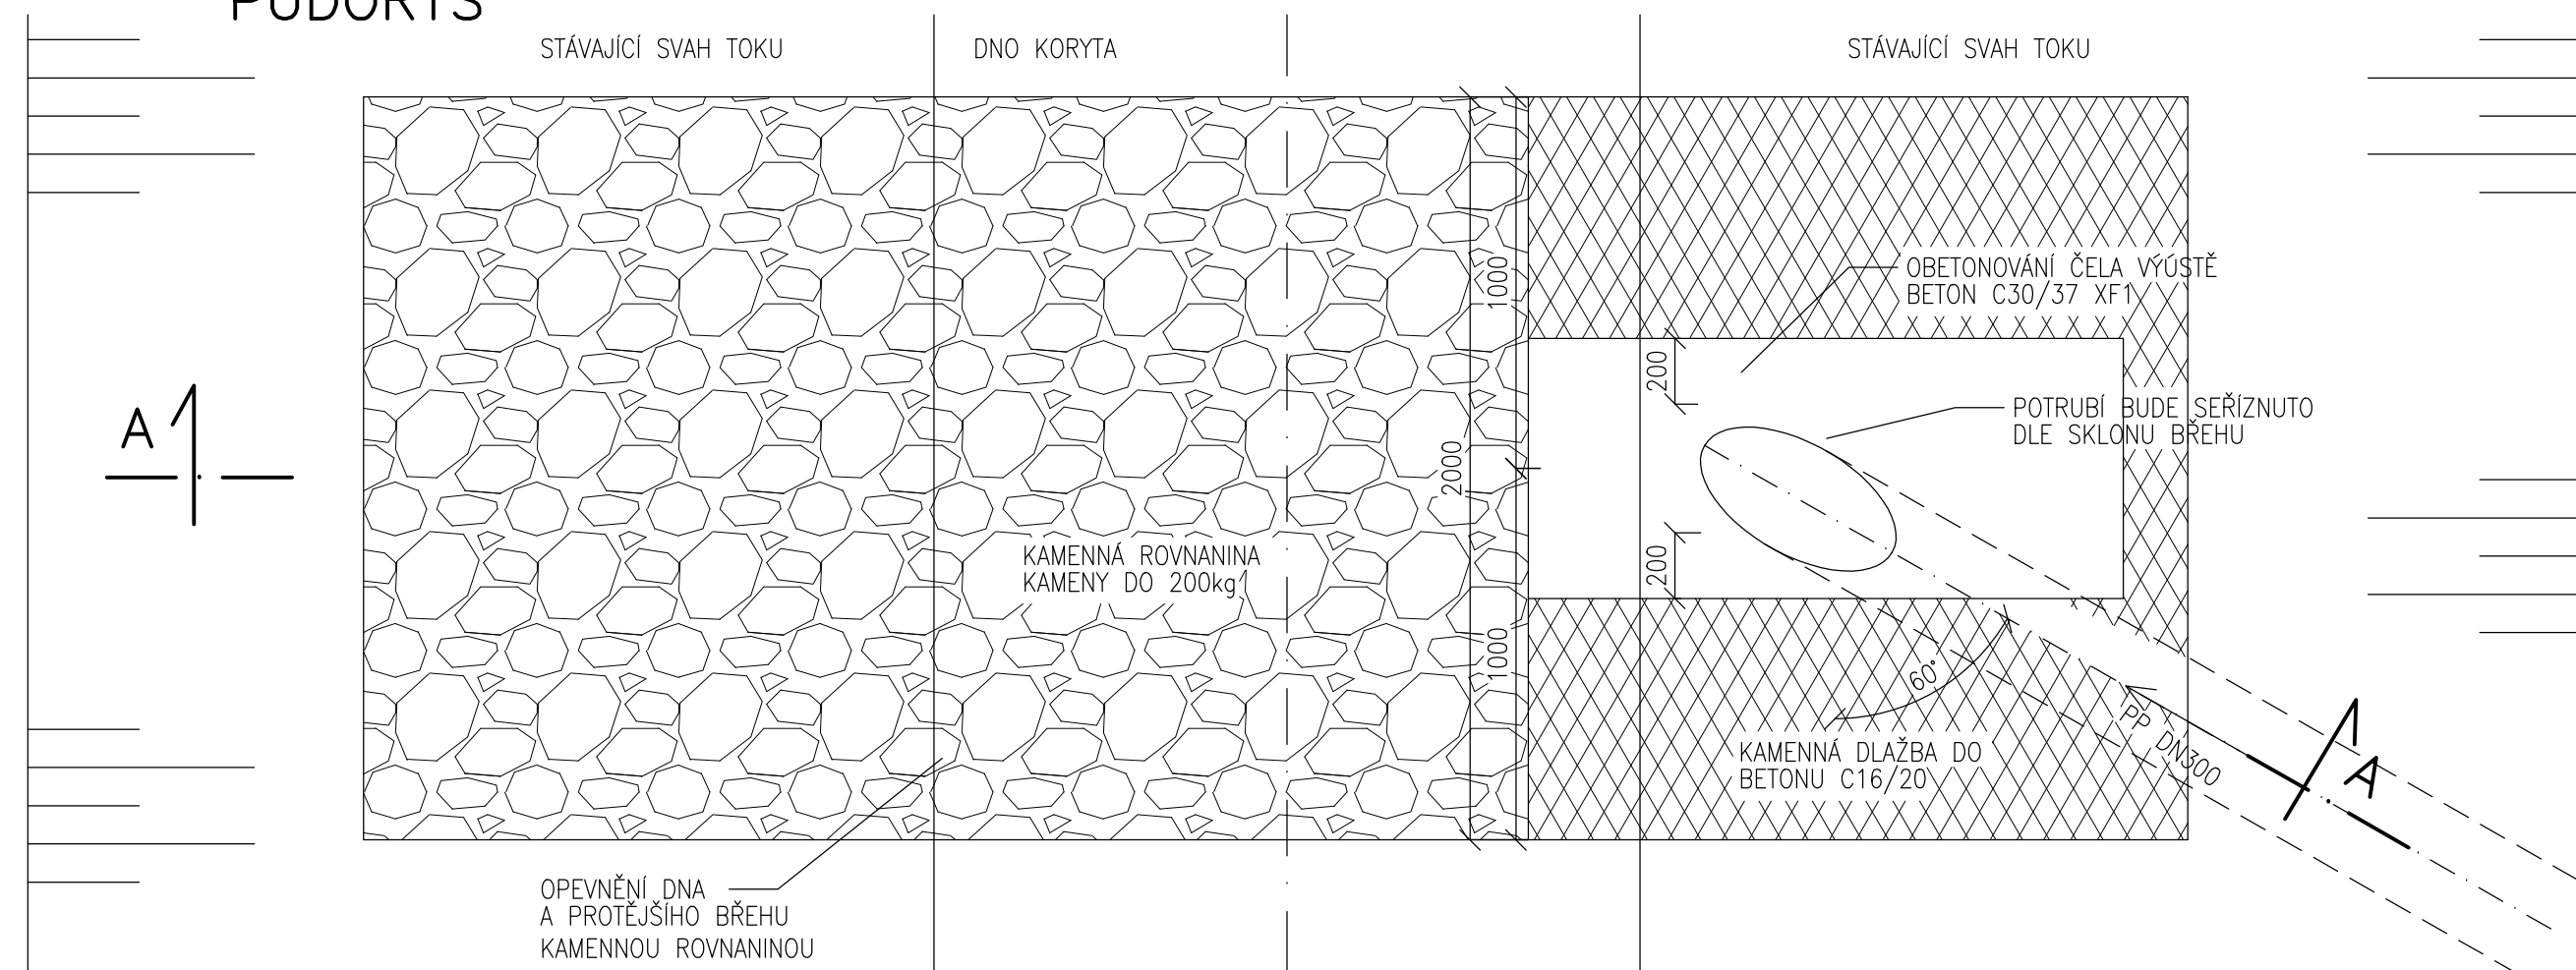 PŮDORYS
STÁVAJÍCÍ SVAH TOKU
DNO KORYTA
STÁVAJÍCÍ SVAH TOKU
OBETONOVÁNÍ ČELA VÝÚSTĚ
BETON C30/37 XF1
1000
200
A
POTRUBÍ BUDE SEŘÍZNUTO
DLE SKLONU BŘEHU
2000
KAMENNÁ ROVNANINA
KAMENY DO 200kg
200
1000
60°
PP DN300
A
KAMENNÁ DLAŽBA DO
BETONU C16/20
OPEVNĚNÍ DNA
A PROTĚJŠÍHO BŘEHU
KAMENNOU ROVNANINOU